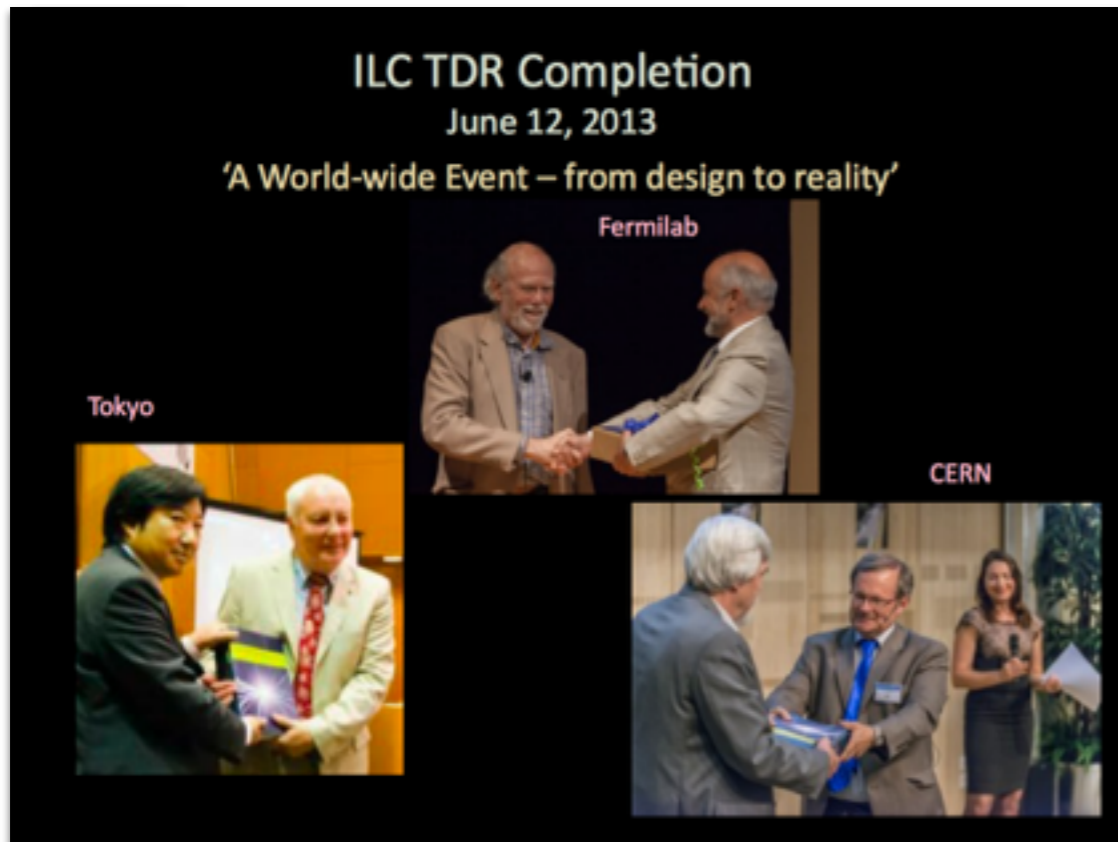 ILC TDR Completion
June 12, 2013
‘A World-wide Event – from design to reality’
Fermilab
Tokyo
CERN